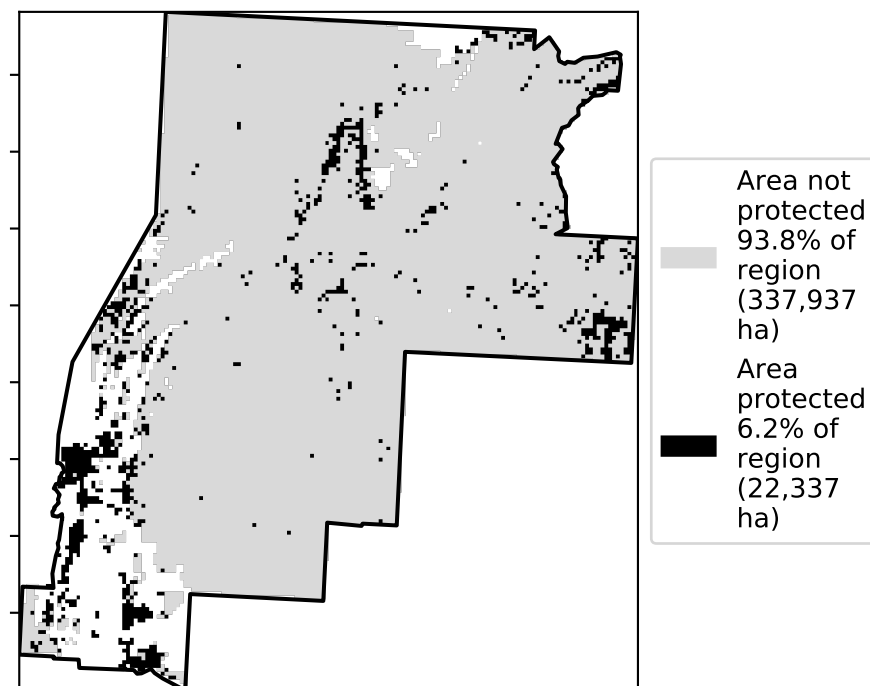 Area not
protected
93.8% of
region
(337,937
ha)
Area
protected
6.2% of
region
(22,337
ha)